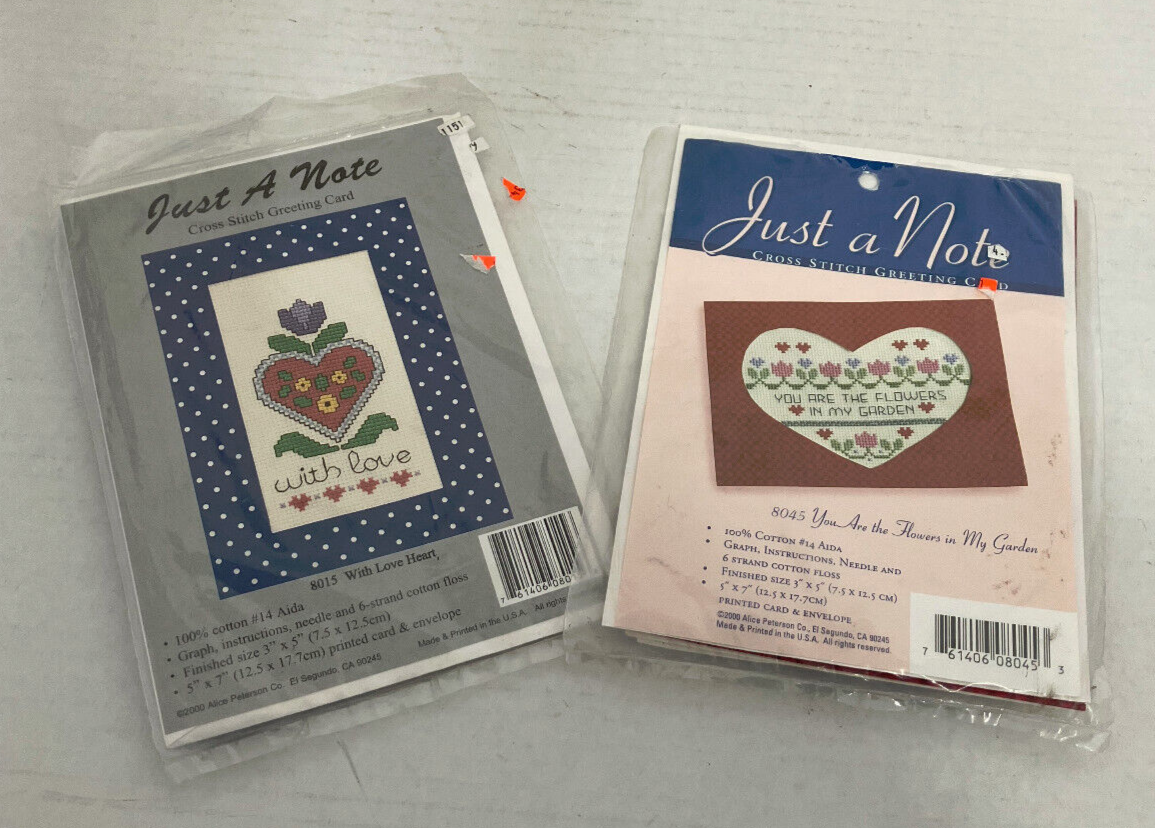 1151
Just A Note
Cross Stitch Greeting Card
with love
8015 With Love Heart,
• 100% cotton #14 Aida
• Graph, instructions, needle and 6-strand cotton floss
• Finished size 3" x 5" (7.5 x 12.5cm)
• 5" x 7" (12.5 x 17.7cm) printed card & envelope
©2000 Alice Peterson Co. El Segundo, CA 90245
Made & Printed in the U.S.A. All rights
7 61406 080
Just a Note
CROSS STITCH GREETING CARD
YOU ARE THE FLOWERS
IN MY GARDEN
8045 You Are the Flowers in My Garden
• 100% COTTON #14 AIDA
• GRAPH, INSTRUCTIONS, NEEDLE AND
6 STRAND COTTON FLOSS
• FINISHED SIZE 3" X 5" (7.5 X 12.5 CM)
• 5" X 7" (12.5 X 17.7CM)
PRINTED CARD & ENVELOPE
©2000 Alice Peterson Co., El Segundo, CA 90245
Made & Printed in the U.S.A. All rights reserved.
7 61406 08045 3